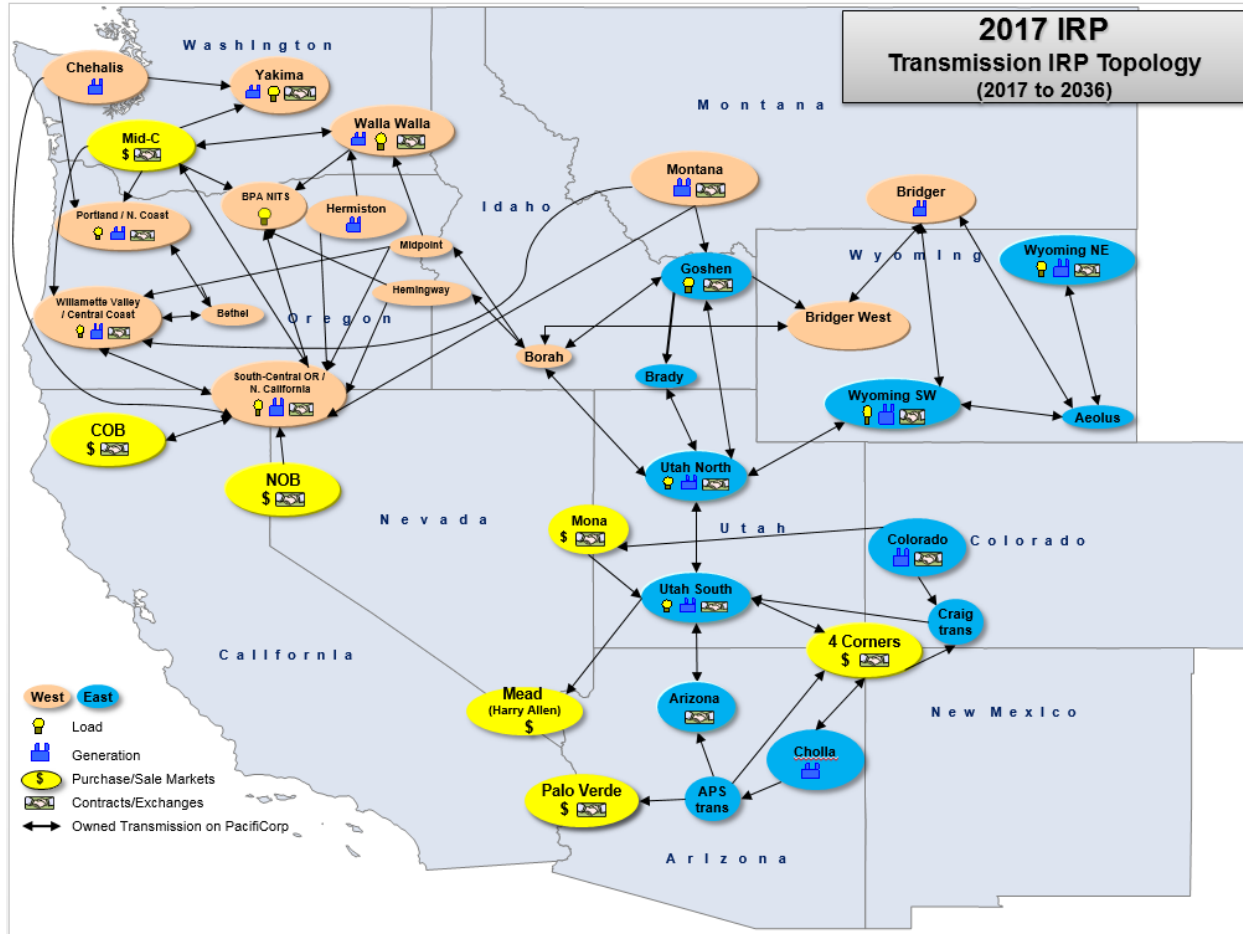 2017 IRP
Transmission IRP Topology
(2017 to 2036)
Washington
Chehalis
Yakima
Montana
Mid-C
$
Walla Walla
Montana
Bridger
BPA NITS
Hermiston
Idaho
Portland / N. Coast
Midpoint
Wyoming
Wyoming NE
Goshen
Hemingway
Willamette Valley
/ Central Coast
Bethel
Oregon
Bridger West
Borah
South-Central OR /
N. California
Brady
Wyoming SW
Aeolus
COB
$
Utah North
NOB
$
Nevada
Mona
$
Utah
Colorado
Colorado
Utah South
Craig
trans
4 Corners
$
California
West
East
Load
Generation
$
Purchase/Sale Markets
Contracts/Exchanges
Owned Transmission on PacifiCorp
Mead
(Harry Allen)
$
Arizona
New Mexico
Cholla
Palo Verde
$
APS
trans
Arizona